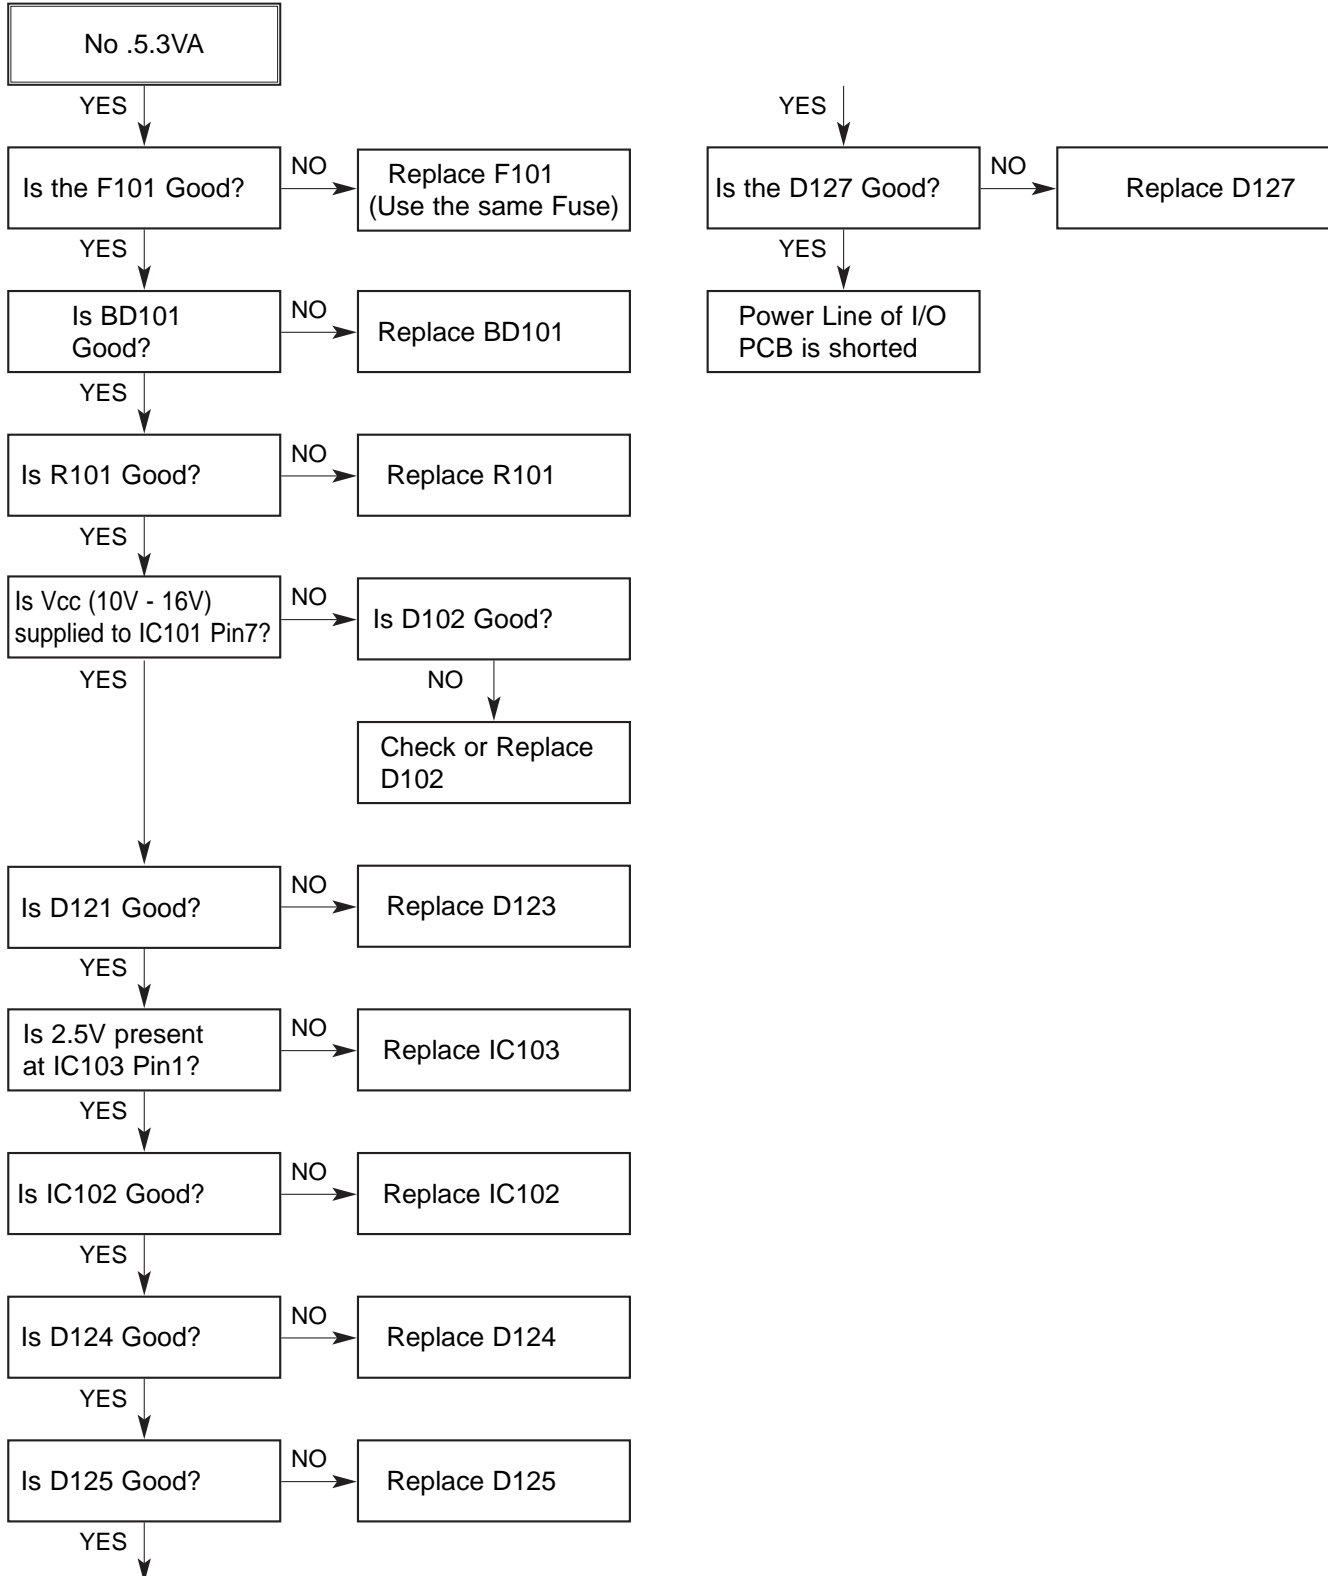 No .5.3VA
YES
Is the F101 Good?
NO
Replace F101
(Use the same Fuse)
YES
Is BD101
Good?
NO
Replace BD101
YES
Is R101 Good?
NO
Replace R101
YES
Is Vcc (10V - 16V)
supplied to IC101 Pin7?
NO
Is D102 Good?
NO
Check or Replace
D102
YES
Is D121 Good?
NO
Replace D123
YES
Is 2.5V present
at IC103 Pin1?
NO
Replace IC103
YES
Is IC102 Good?
NO
Replace IC102
YES
Is D124 Good?
NO
Replace D124
YES
Is D125 Good?
NO
Replace D125
YES
YES
Is the D127 Good?
NO
Replace D127
YES
Power Line of I/O
PCB is shorted